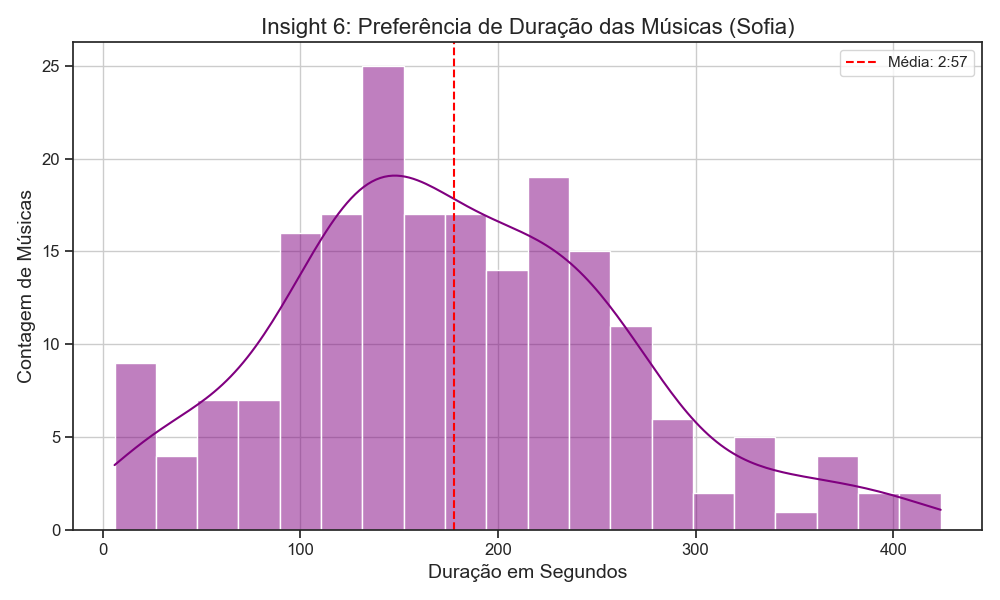 Insight 6: Preferência de Duração das Músicas (Sofia)
Média: 2:57
Contagem de Músicas
25
20
15
10
5
0
0 100 200 300 400
Duração em Segundos